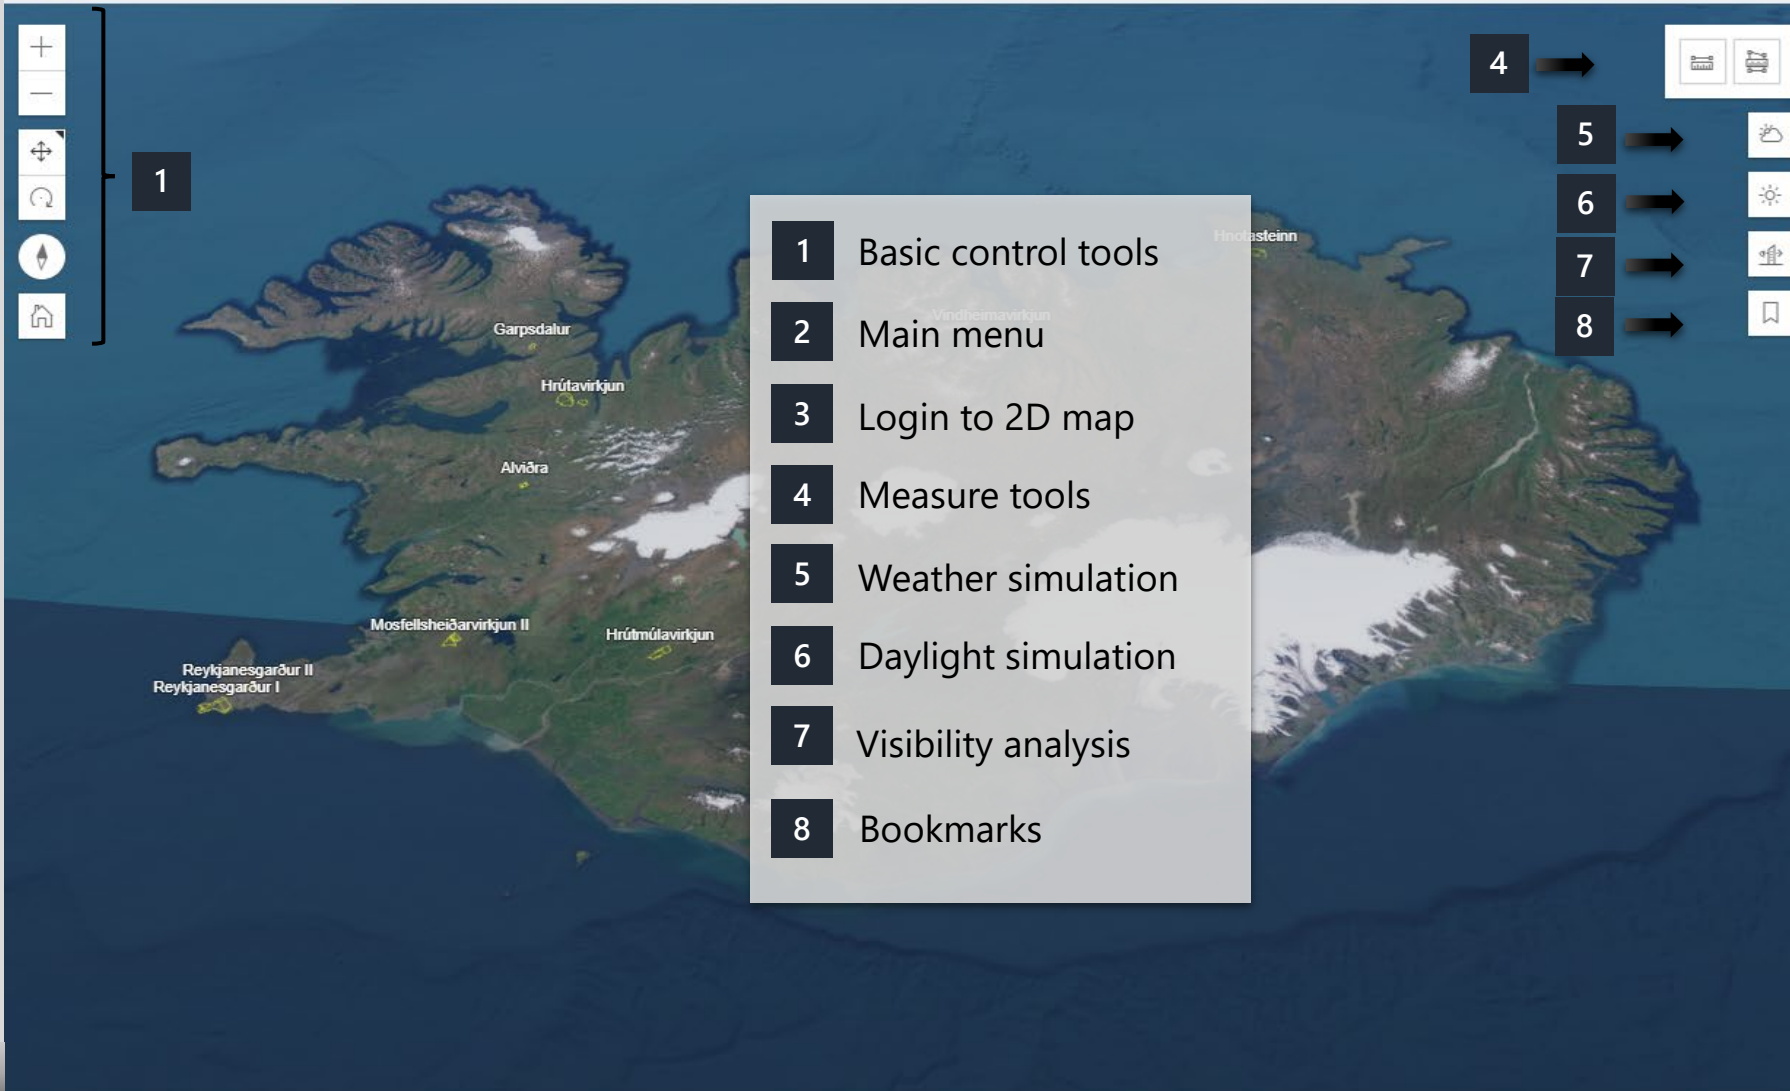 1
4
5
6
7
8
1 Basic control tools
2 Main menu
3 Login to 2D map
4 Measure tools
5 Weather simulation
6 Daylight simulation
7 Visibility analysis
8 Bookmarks
Hnotasteinn
Vindheimavirkjun
Garpsdalur
Hrútavirkjun
Alviðra
Mosfellsheiðarvirkjun II
Hrútmúlavirkjun
Reykjanesgarður II
Reykjanesgarður I